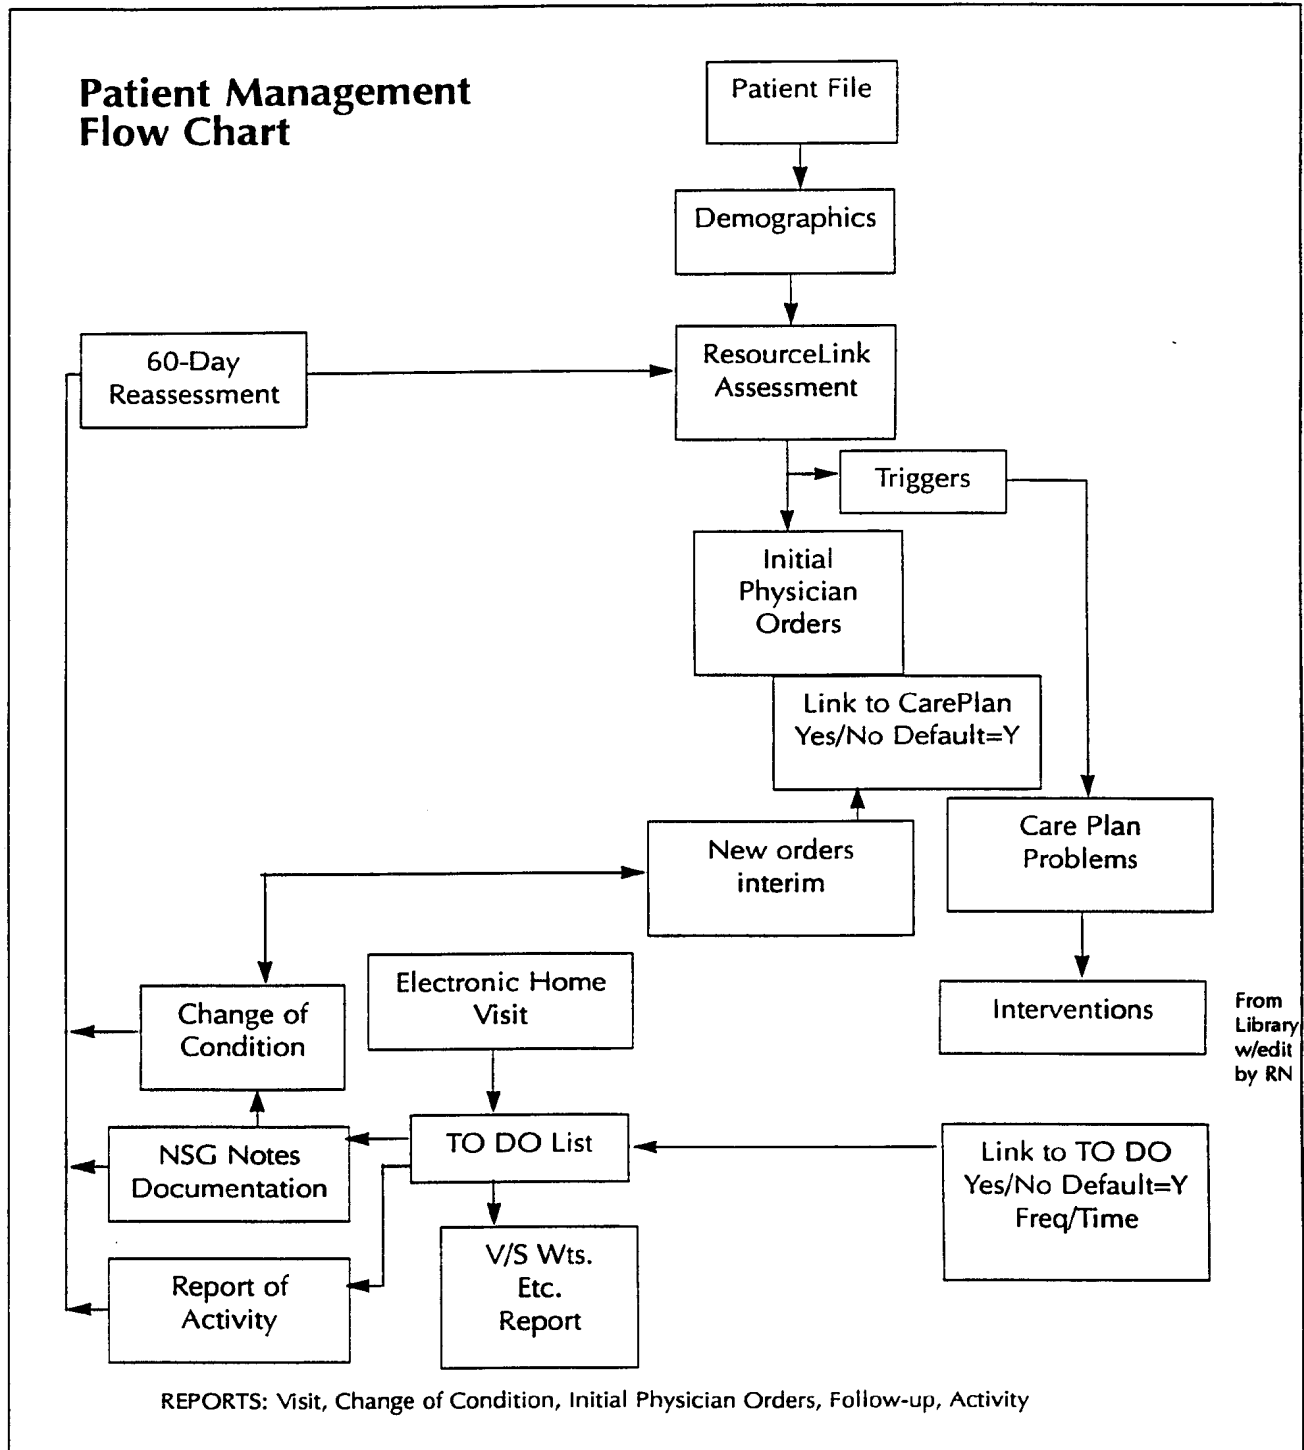 Patient Management
Flow Chart
Patient File
Demographics
60-Day
Reassessment
ResourceLink
Assessment
Triggers
Initial
Physician
Orders
Link to CarePlan
Yes/No Default=Y
New orders
interim
Care Plan
Problems
Electronic Home
Visit
Change of
Condition
Interventions
From
Library
w/edit
by RN
NSG Notes
Documentation
TO DO List
Link to TO DO
Yes/No Default=Y
Freq/Time
Report of
Activity
V/S Wts.
Etc.
Report
REPORTS: Visit, Change of Condition, Initial Physician Orders, Follow-up, Activity